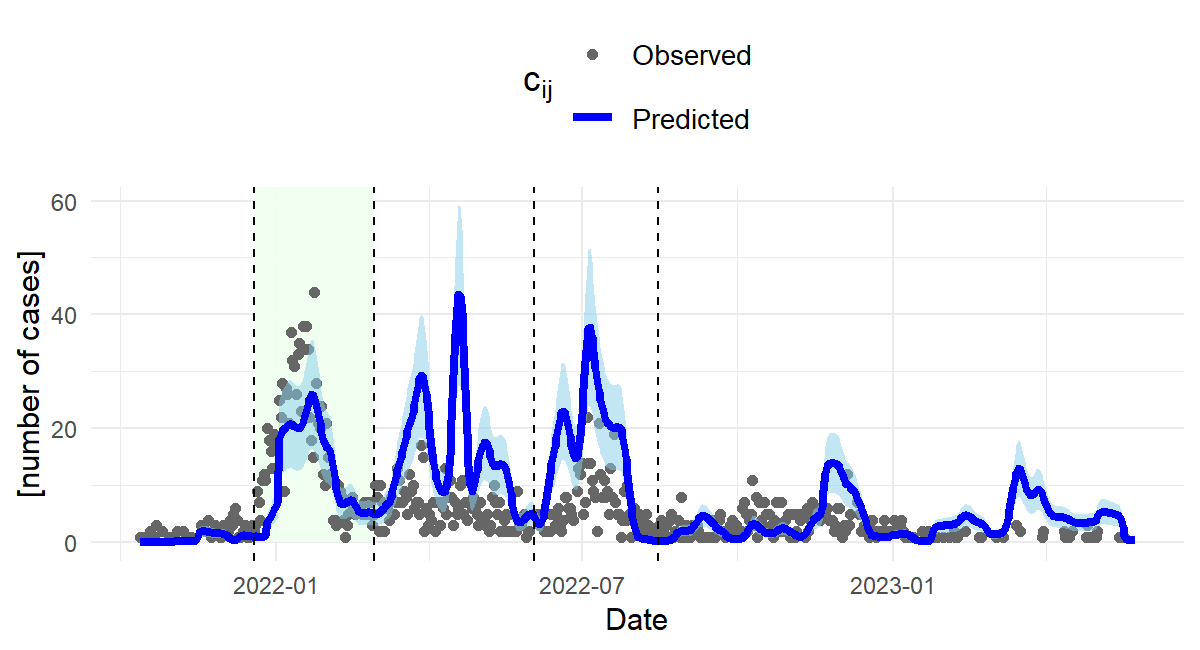 Observed
c_ij
Predicted
[number of cases]
60
40
20
0
2022-01 2022-07 2023-01
Date